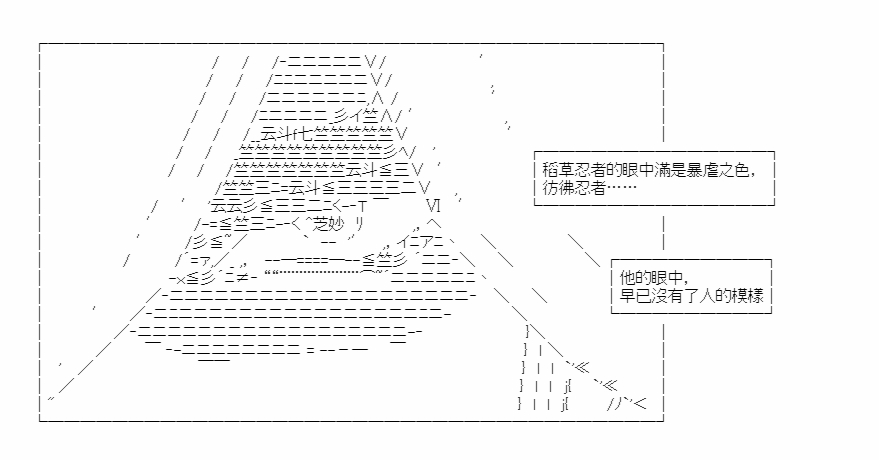 稻草忍者的眼中滿是暴虐之色，
彷彿忍者……
他的眼中，
早已沒有了人的模樣